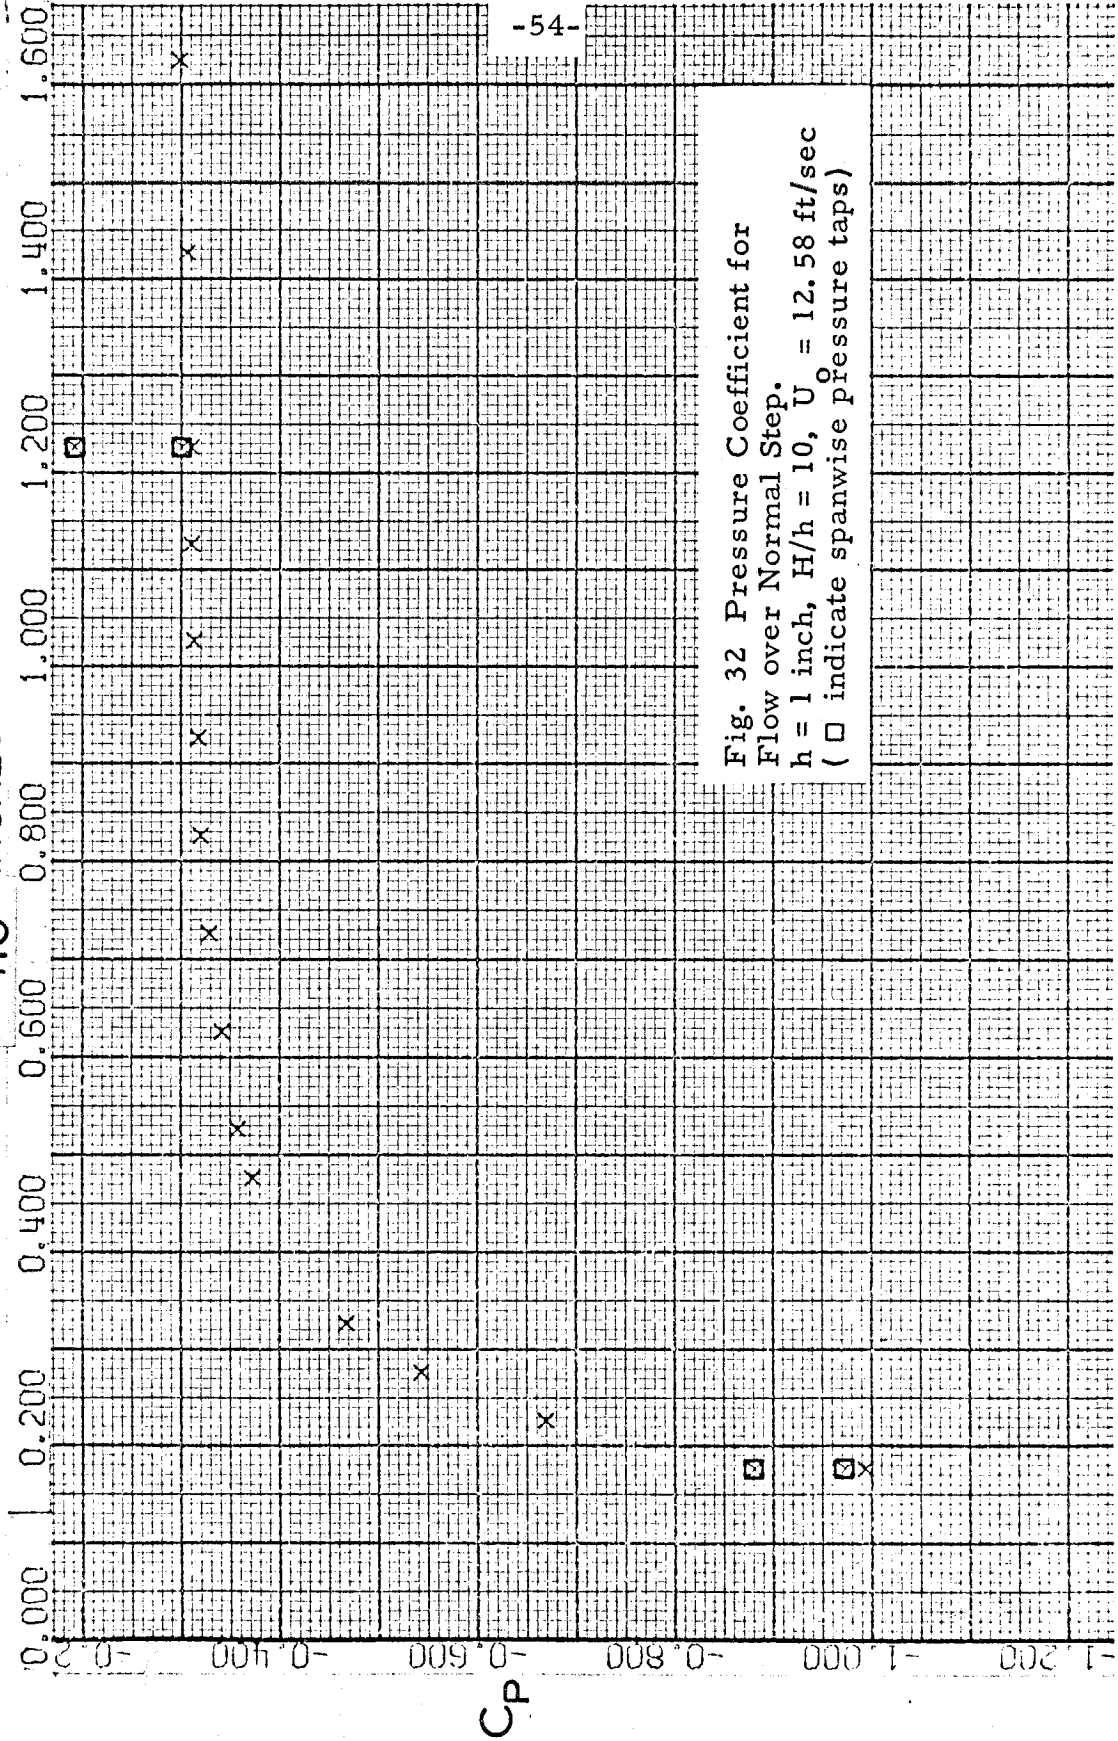 -54-
0.000 0.200 0.400 0.600 0.800 1.000 1.200 1.400 1.600
-0.400
-0.600
-0.800
-1.000
-1.200
CP
Fig. 32 Pressure Coefficient for
Flow over Normal Step.
h = 1 inch, H/h = 10, Uo = 12.58 ft/sec
( □ indicate spanwise pressure taps)